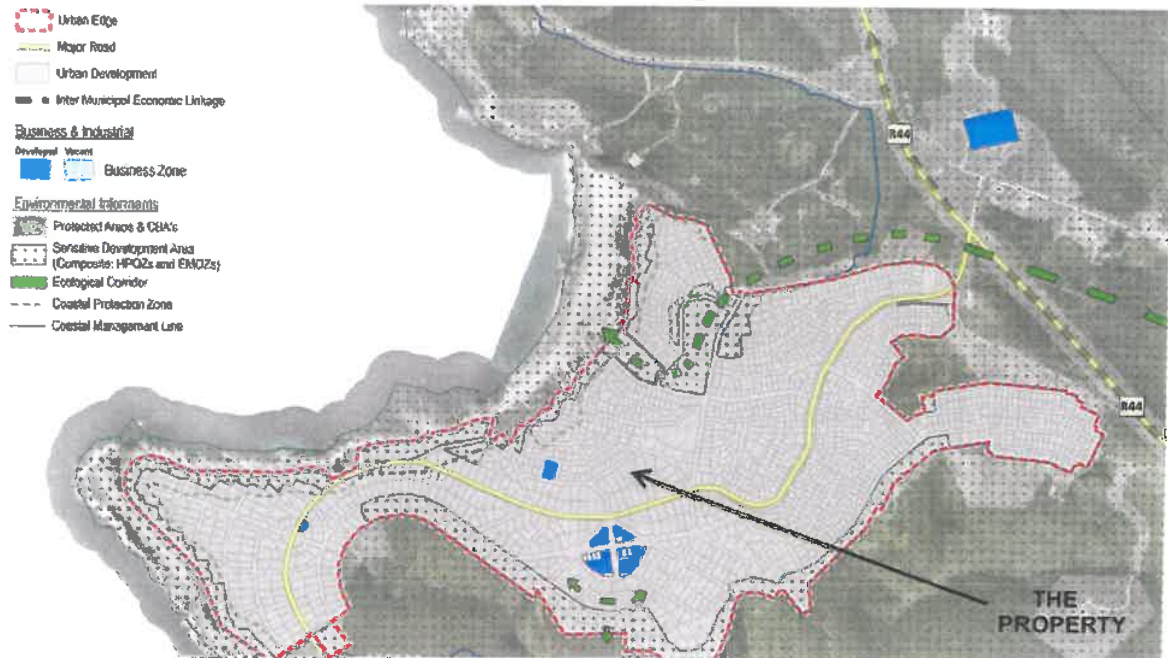 Urban Edge
Major Road
Urban Development
Inter Municipal Economic Linkage
Business & Industrial
Developed Vacant
Business Zone
Environmental Informants
Protected Areas & CBA's
Sensitive Development Area
(Composite: HPOZs and EMOZs)
Ecological Corridor
Coastal Protection Zone
Coastal Management Line
R44
R44
THE
PROPERTY